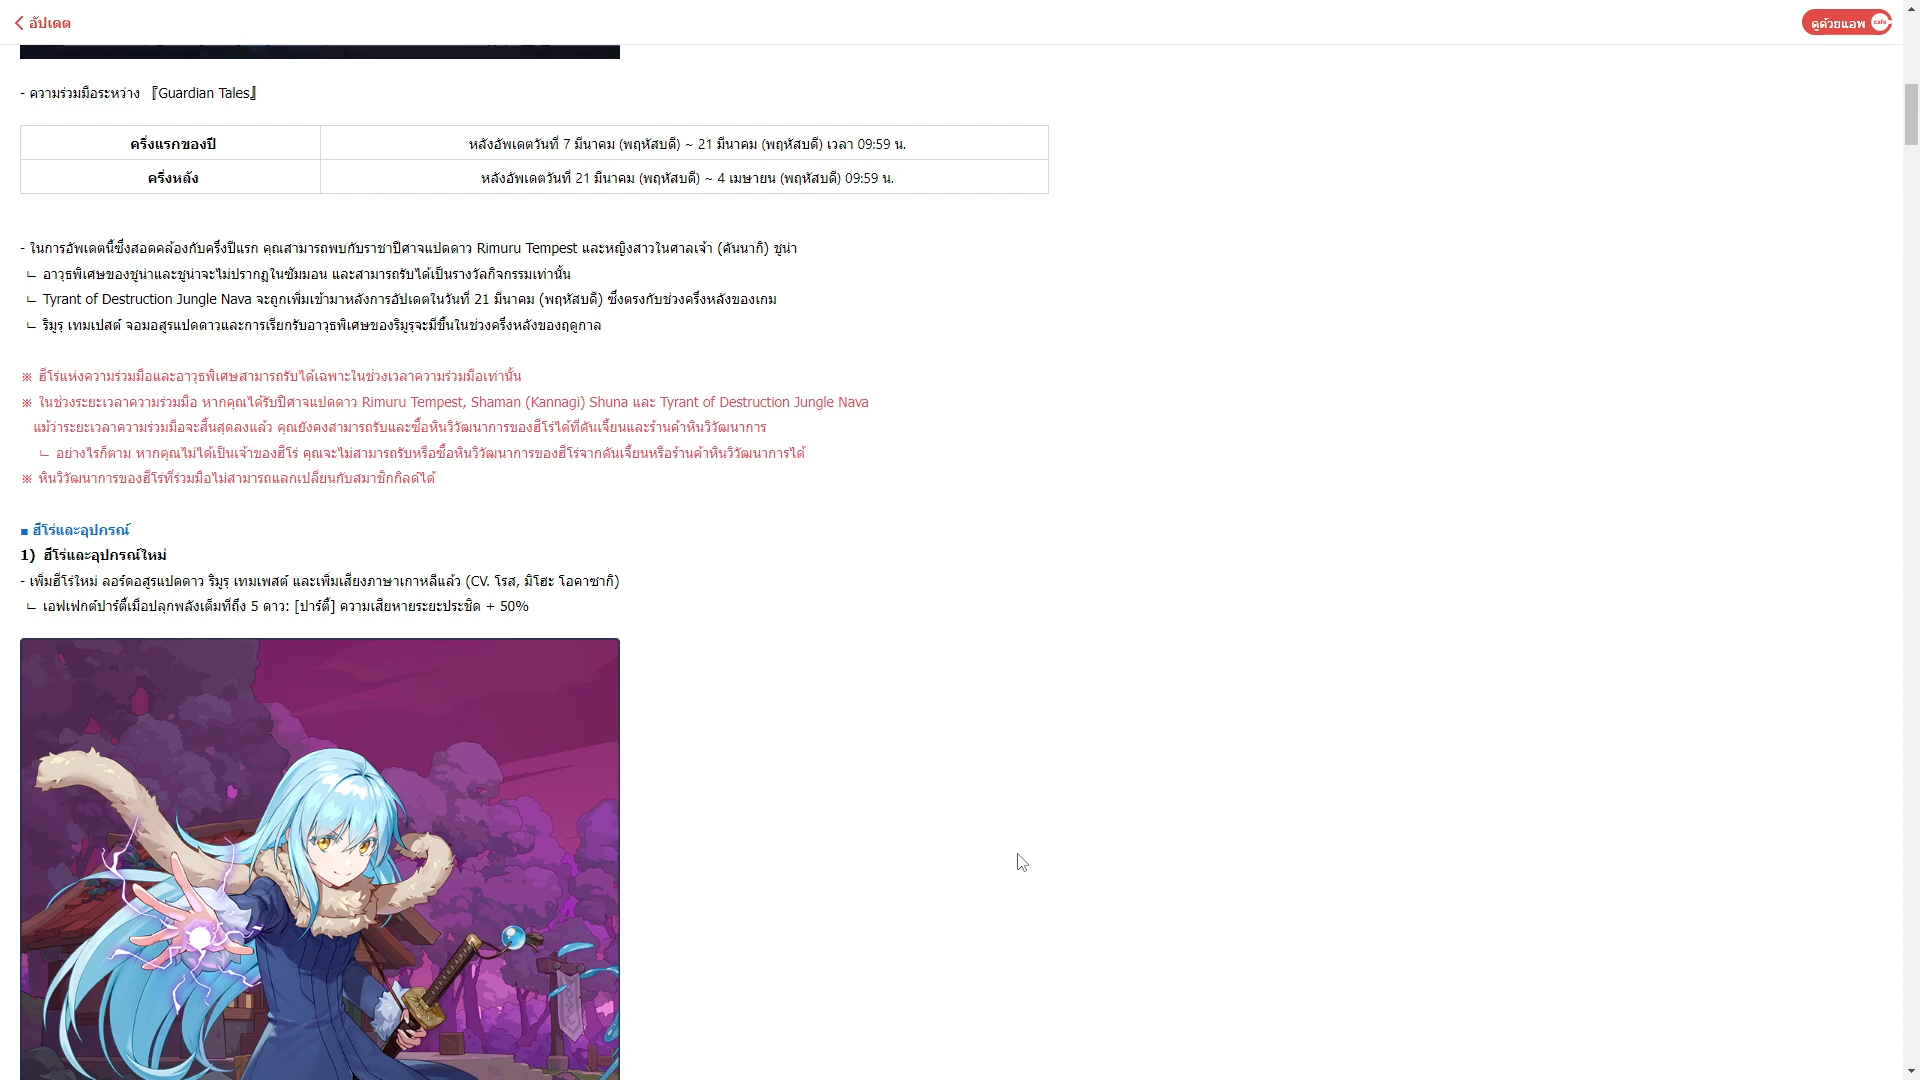 อัปเดต
ดูด้วยแอพ cafe
- ความร่วมมือระหว่าง 『Guardian Tales』
ครึ่งแรกของปี หลังอัพเดตวันที่ 7 มีนาคม (พฤหัสบดี) ~ 21 มีนาคม (พฤหัสบดี) เวลา 09:59 น.
ครึ่งหลัง หลังอัพเดตวันที่ 21 มีนาคม (พฤหัสบดี) ~ 4 เมษายน (พฤหัสบดี) 09:59 น.
- ในการอัพเดตนี้ซึ่งสอดคล้องกับครึ่งปีแรก คุณสามารถพบกับราชาปีศาจแปดดาว Rimuru Tempest และหญิงสาวในศาลเจ้า (คันนากิ) ชูน่า
ㄴ อาวุธพิเศษของชูน่าและชูน่าจะไม่ปรากฏในซัมมอน และสามารถรับได้เป็นรางวัลกิจกรรมเท่านั้น
ㄴ Tyrant of Destruction Jungle Nava จะถูกเพิ่มเข้ามาหลังการอัปเดตในวันที่ 21 มีนาคม (พฤหัสบดี) ซึ่งตรงกับช่วงครึ่งหลังของเกม
ㄴ ริมุรุ เทมเปสต์ จอมอสูรแปดดาวและการเรียกรับอาวุธพิเศษของริมุรุจะมีขึ้นในช่วงครึ่งหลังของฤดูกาล
※ ฮีโร่แห่งความร่วมมือและอาวุธพิเศษสามารถรับได้เฉพาะในช่วงเวลาความร่วมมือเท่านั้น
※ ในช่วงระยะเวลาความร่วมมือ หากคุณได้รับปีศาจแปดดาว Rimuru Tempest, Shaman (Kannagi) Shuna และ Tyrant of Destruction Jungle Nava
แม้ว่าระยะเวลาความร่วมมือจะสิ้นสุดลงแล้ว คุณยังคงสามารถรับและซื้อหินวิวัฒนาการของฮีโร่ได้ที่ดันเจี้ยนและร้านค้าหินวิวัฒนาการ
ㄴ อย่างไรก็ตาม หากคุณไม่ได้เป็นเจ้าของฮีโร่ คุณจะไม่สามารถรับหรือซื้อหินวิวัฒนาการของฮีโร่จากดันเจี้ยนหรือร้านค้าหินวิวัฒนาการได้
※ หินวิวัฒนาการของฮีโร่ที่ร่วมมือไม่สามารถแลกเปลี่ยนกับสมาชิกกิลด์ได้
■ ฮีโร่และอุปกรณ์
1) ฮีโร่และอุปกรณ์ใหม่
- เพิ่มฮีโร่ใหม่ ลอร์ดอสูรแปดดาว ริมุรุ เทมเพสต์ และเพิ่มเสียงภาษาเกาหลีแล้ว (CV. โรส, มิโฮะ โอคาซากิ)
ㄴ เอฟเฟกต์ปาร์ตี้เมื่อปลุกพลังเต็มที่ถึง 5 ดาว: [ปาร์ตี้] ความเสียหายระยะประชิด + 50%